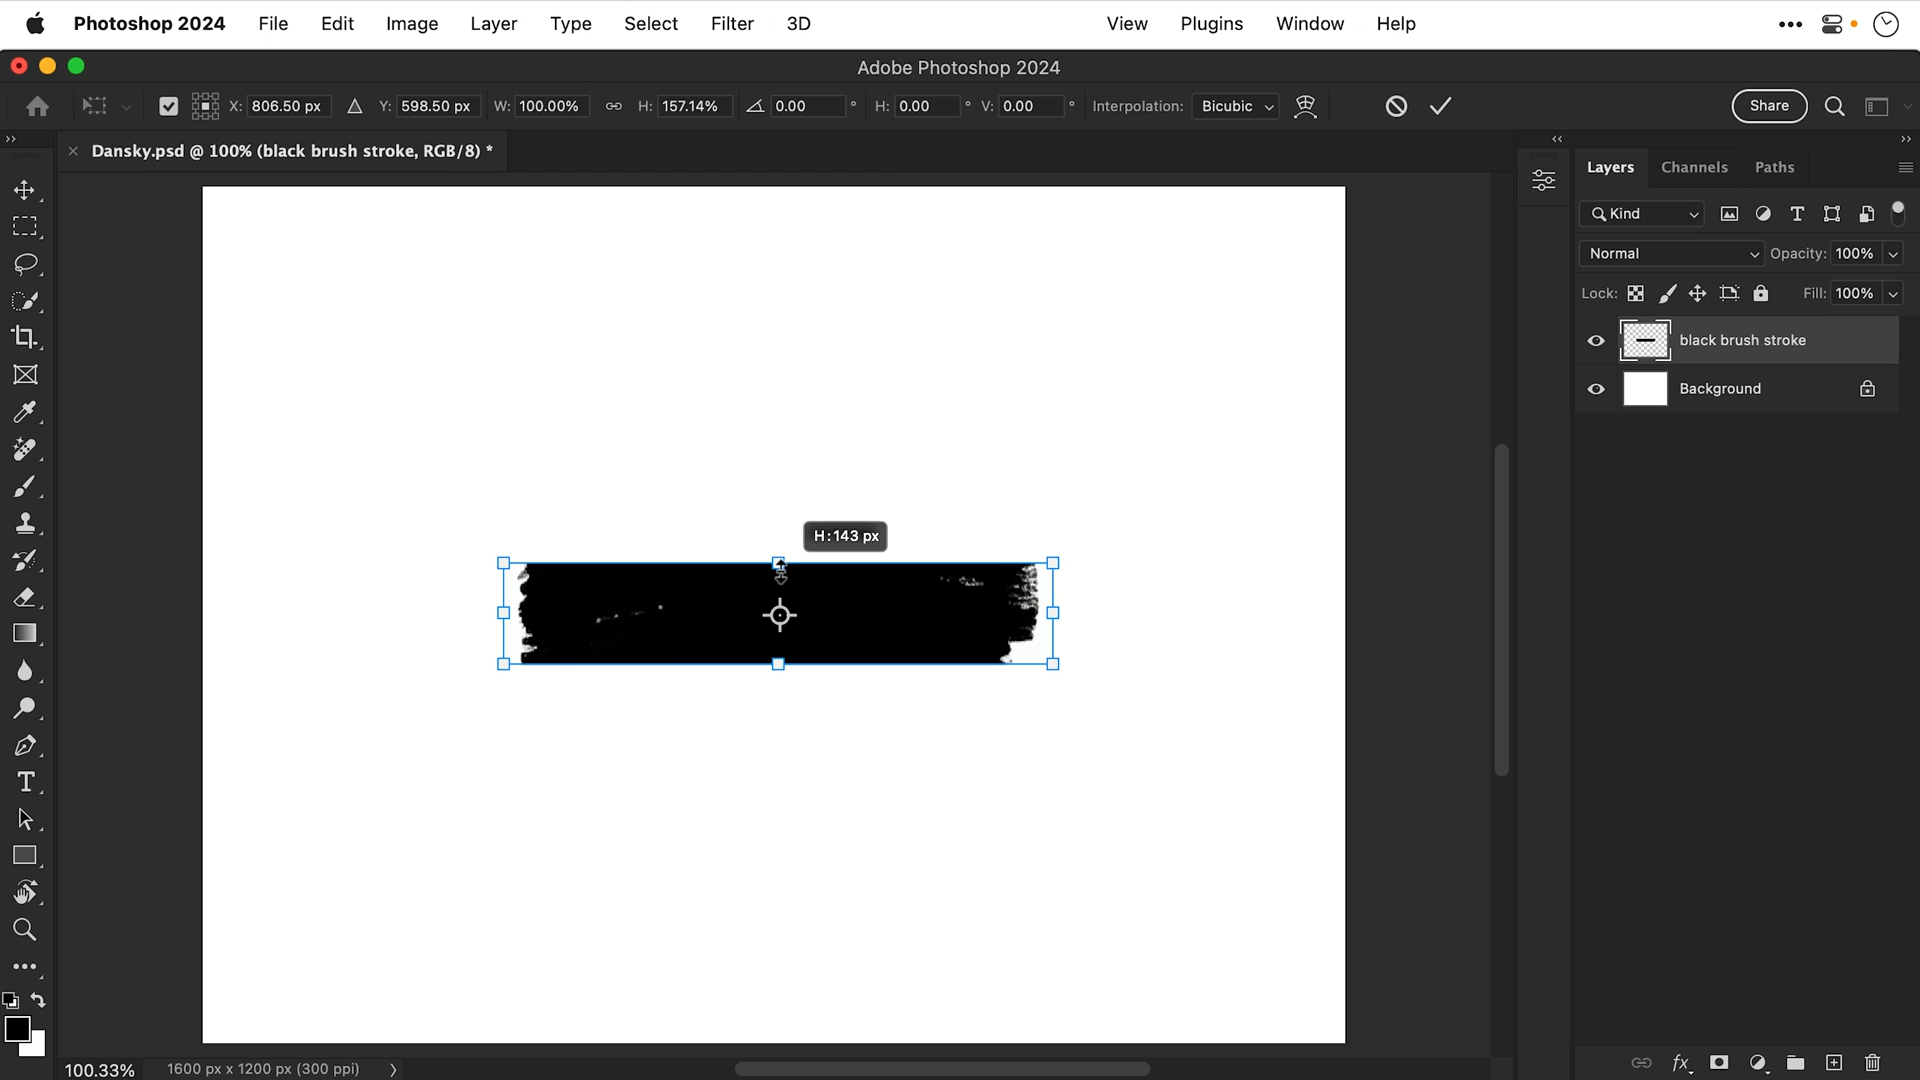 Photoshop 2024 File Edit Image Layer Type Select Filter 3D View Plugins Window Help
Adobe Photoshop 2024
X: 806.50 px Y: 598.50 px W: 100.00% H: 157.14% 0.00 ° H: 0.00 ° V: 0.00 ° Interpolation: Bicubic Share
Dansky.psd @ 100% (black brush stroke, RGB/8) *
Layers Channels Paths
Kind
Normal Opacity: 100%
Lock: Fill: 100%
black brush stroke
Background
H: 143 px
100.33% 1600 px x 1200 px (300 ppi)